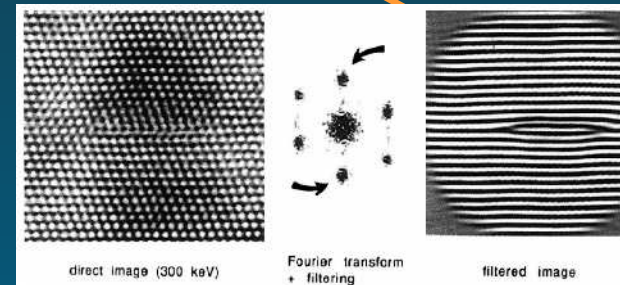 direct image (300 keV)
Fourier transform
+ filtering
filtered image